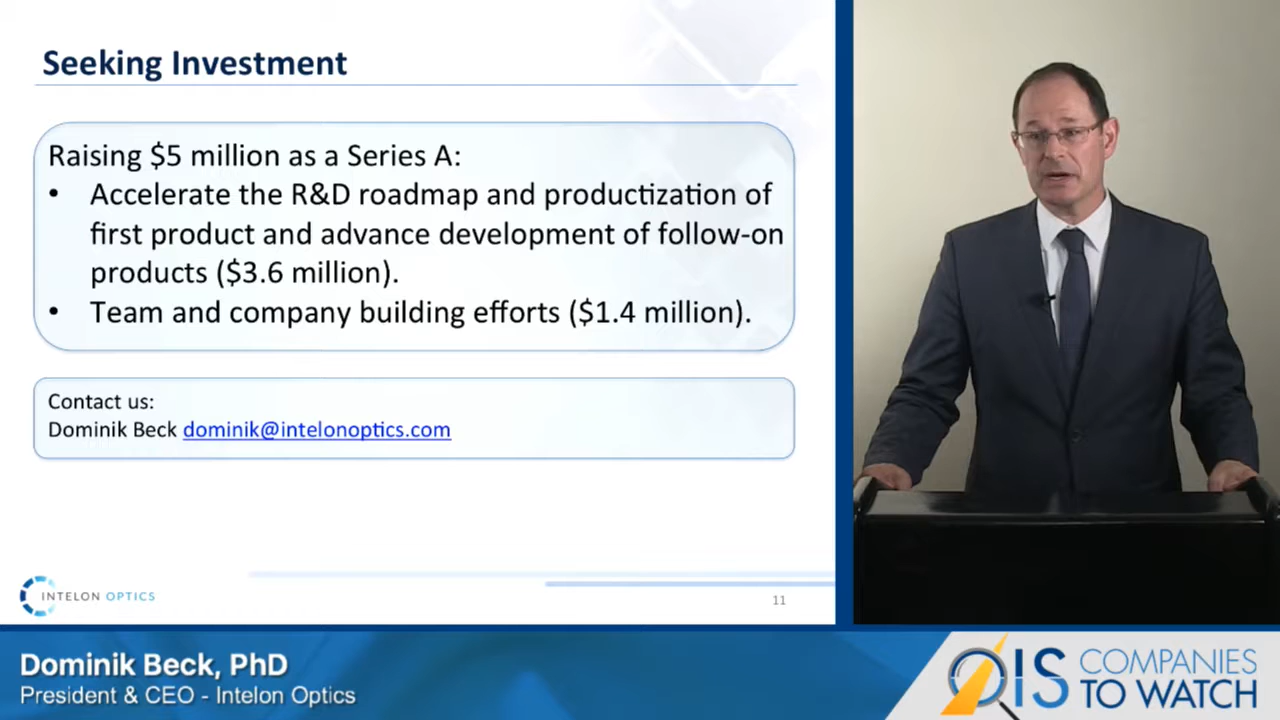 Seeking Investment
Raising $5 million as a Series A:
• Accelerate the R&D roadmap and productization of
first product and advance development of follow-on
products ($3.6 million).
• Team and company building efforts ($1.4 million).
Contact us:
Dominik Beck dominik@intelonoptics.com
INTELON OPTICS
11
Dominik Beck, PhD
President & CEO - Intelon Optics
OIS COMPANIES
TO WATCH